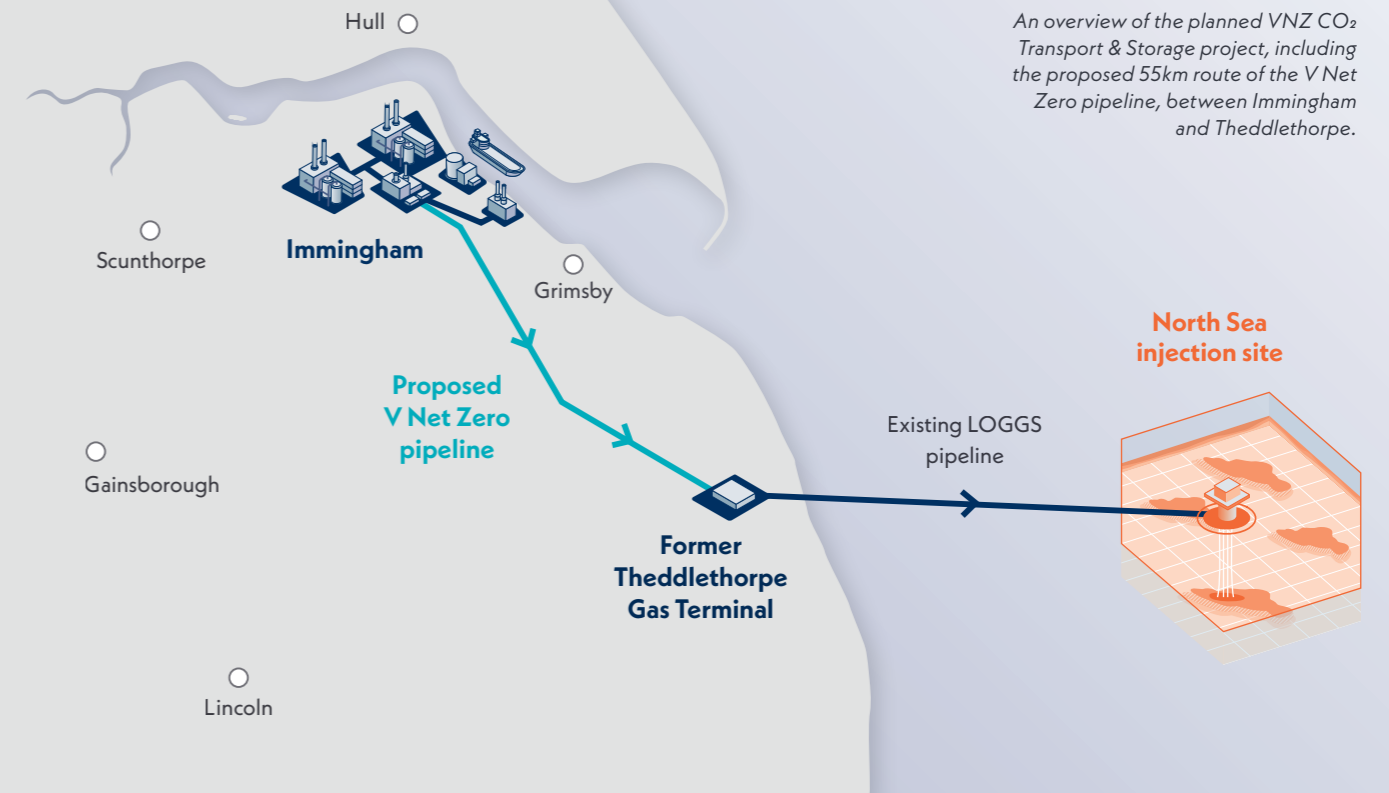 Hull
An overview of the planned VNZ CO₂
Transport & Storage project, including
the proposed 55km route of the V Net
Zero pipeline, between Immingham
and Theddlethorpe.
Immingham
Scunthorpe
Grimsby
North Sea
injection site
Proposed
V Net Zero
pipeline
Existing LOGGS
pipeline
Gainsborough
Former
Theddlethorpe
Gas Terminal
Lincoln